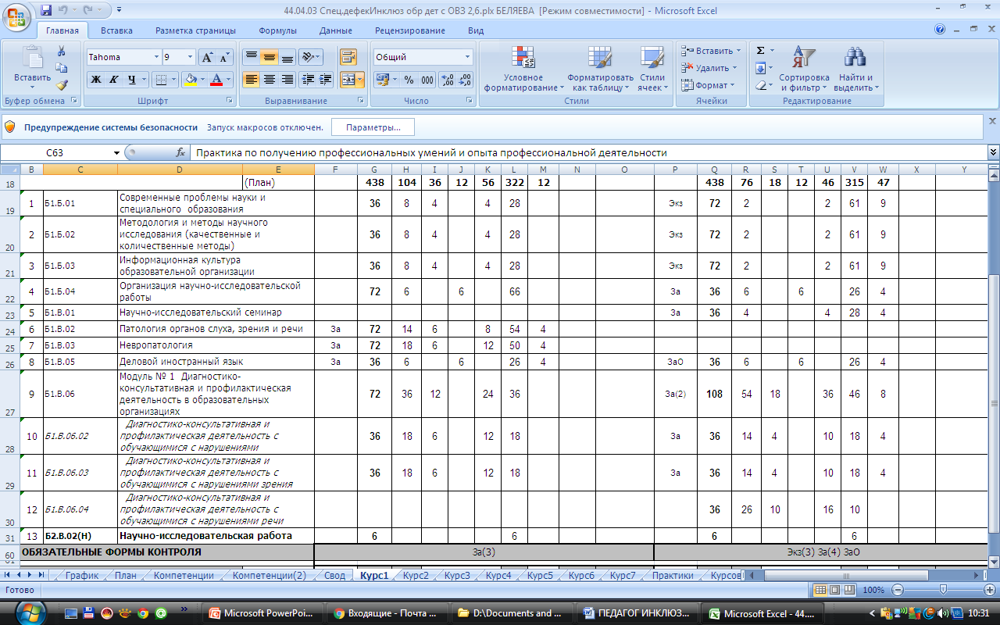 44.04.03 Спец.дефекИнклюз обр дет с ОВЗ 2,6.plx БЕЛЯЕВА [Режим совместимости] - Microsoft Excel
Главная Вставка Разметка страницы Формулы Данные Рецензирование Вид
Tahoma 9 Общий
Вставить Ж К Ч А % 000 Условное форматирование Форматировать как таблицу Стили ячеек Вставить Удалить Формат Σ Сортировка и фильтр Найти и выделить
Буфер обмена Шрифт Выравнивание Число Стили Ячейки Редактирование
Предупреждение системы безопасности Запуск макросов отключен. Параметры...
C63 fx Практика по получению профессиональных умений и опыта профессиональной деятельности
B C D E F G H I J K L M N O P Q R S T U V W X Y
18 (План) 438 104 36 12 56 322 12 438 76 18 12 46 315 47
19 1 Б1.Б.01 Современные проблемы науки и специального образования 36 8 4 4 28 Экз 72 2 2 61 9
20 2 Б1.Б.02 Методология и методы научного исследования (качественные и количественные методы) 36 8 4 4 28 Экз 72 2 2 61 9
21 3 Б1.Б.03 Информационная культура образовательной организации 36 8 4 4 28 Экз 72 2 2 61 9
22 4 Б1.Б.04 Организация научно-исследовательской работы 72 6 6 66 За 36 6 6 26 4
23 5 Б1.В.01 Научно-исследовательский семинар За 36 4 4 28 4
24 6 Б1.В.02 Патология органов слуха, зрения и речи За 72 14 6 8 54 4
25 7 Б1.В.03 Невропатология За 72 18 6 12 50 4
26 8 Б1.В.05 Деловой иностранный язык За 36 6 6 26 4 ЗаО 36 6 6 26 4
27 9 Б1.В.06 Модуль № 1 Диагностико-консультативная и профилактическая деятельность в образовательных организациях 72 36 12 24 36 За(2) 108 54 18 36 46 8
28 10 Б1.В.06.02 Диагностико-консультативная и профилактическая деятельность с обучающимися с нарушениями 36 18 6 12 18 За 36 14 4 10 18 4
29 11 Б1.В.06.03 Диагностико-консультативная и профилактическая деятельность с обучающимися с нарушениями зрения 36 18 6 12 18 За 36 14 4 10 18 4
30 12 Б1.В.06.04 Диагностико-консультативная и профилактическая деятельность с обучающимися с нарушениями речи 36 26 10 16 10
31 13 Б2.В.02(Н) Научно-исследовательская работа 6 6 6 6
60 ОБЯЗАТЕЛЬНЫЕ ФОРМЫ КОНТРОЛЯ За(3) Экз(3) За(4) ЗаО
График План Компетенции Компетенции(2) Свод Курс1 Курс2 Курс3 Курс4 Курс5 Курс6 Курс7 Практики Курсов
Готово 100%
Microsoft PowerPoi... Входящие - Почта ... D:\Documents and ... ПЕДАГОГ ИНКЛЮЗ... Microsoft Excel - 44.... 10:31